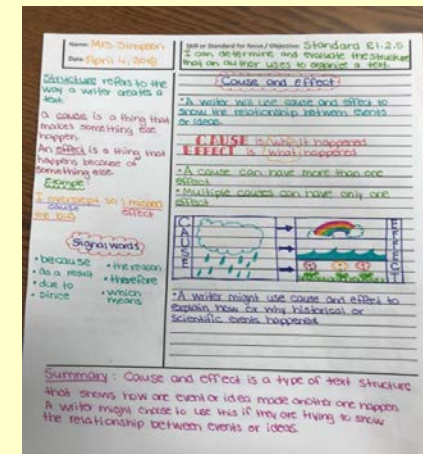 Name: Mrs. Simpson
Date: April 4, 2018
Skill or Standard for Focus / Objective: Standard 8.1.2.5
I can determine and evaluate the structure
that an author uses to organize a text.
Structure refers to the
way a writer creates a
text.
A cause is a thing that
makes something else
happen.
An effect is a thing that
happens because of
something else.
Example:
I overslept so I missed
cause effect
the bus
Signal words
• because
• as a result
• due to
• since
• the reason
• therefore
• which
means
Cause and Effect
• A writer will use cause and effect to
show the relationship between events
or ideas.
CAUSE is why it happened
EFFECT is what happened
• A cause can have more than one
effect
• Multiple causes can have only one
effect
CAUSE
EFFECT
• A writer might use cause and effect to
explain how or why historical or
scientific events happened.
Summary: Cause and effect is a type of text structure
that shows how one event or idea made another one happen.
A writer might choose to use this if they are trying to show
the relationship between events or ideas.